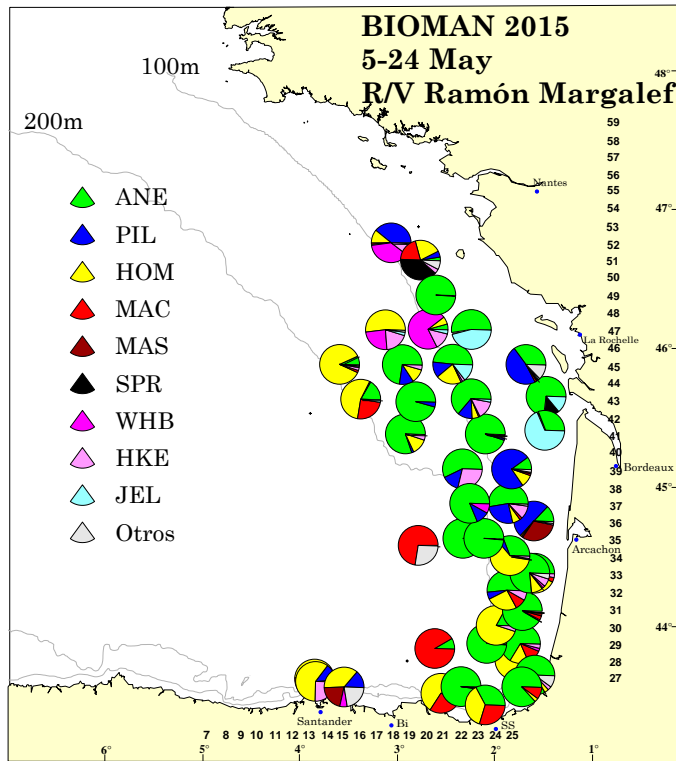 BIOMAN 2015
5-24 May
R/V Ramón Margalef
100m
200m
48°
59
58
57
56
55
54
53
52
51
50
49
48
47
46
45
44
43
42
41
40
39
38
37
36
35
34
33
32
31
30
29
28
27
Nantes
47°
La Rochelle
46°
Bordeaux
45°
Arcachon
44°
ANE
PIL
HOM
MAC
MAS
SPR
WHB
HKE
JEL
Otros
Santander
Bi
SS
7 8 9 10 11 12 13 14 15 16 17 18 19 20 21 22 23 24 25
6° 5° 4° 3° 2° 1°